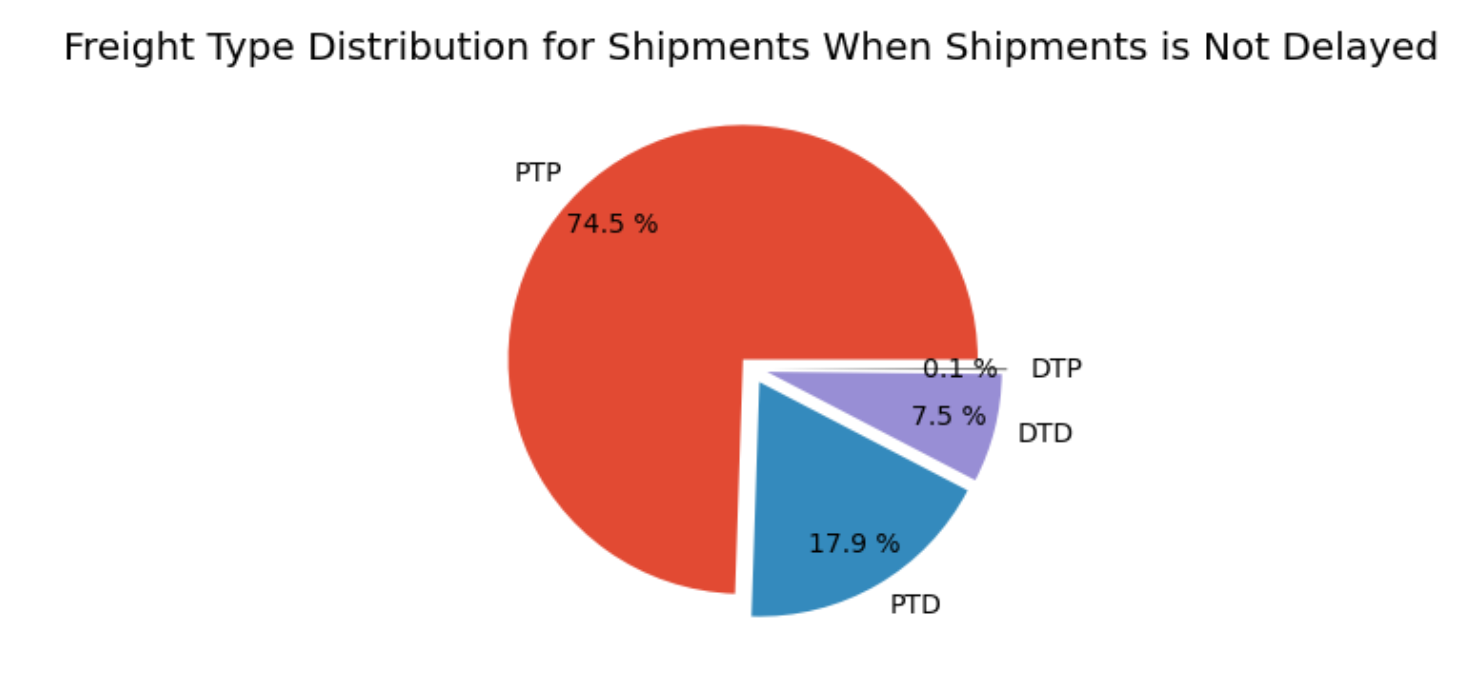 Freight Type Distribution for Shipments When Shipments is Not Delayed
PTP
74.5 %
0.1 %
DTP
7.5 %
DTD
17.9 %
PTD